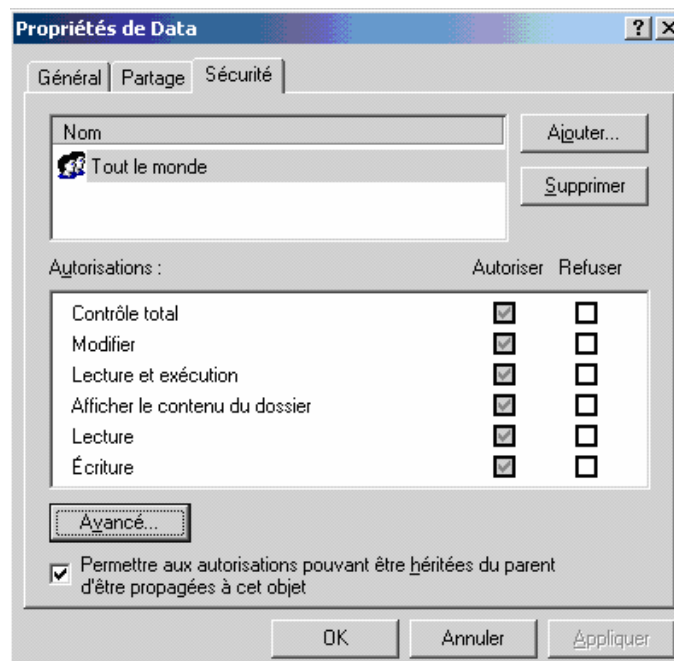 Propriétés de Data
Général Partage Sécurité
Nom
Ajouter...
Tout le monde
Supprimer
Autorisations :
Autoriser Refuser
Contrôle total
Modifier
Lecture et exécution
Afficher le contenu du dossier
Lecture
Écriture
Avancé...
Permettre aux autorisations pouvant être héritées du parent
d'être propagées à cet objet
OK Annuler Appliquer